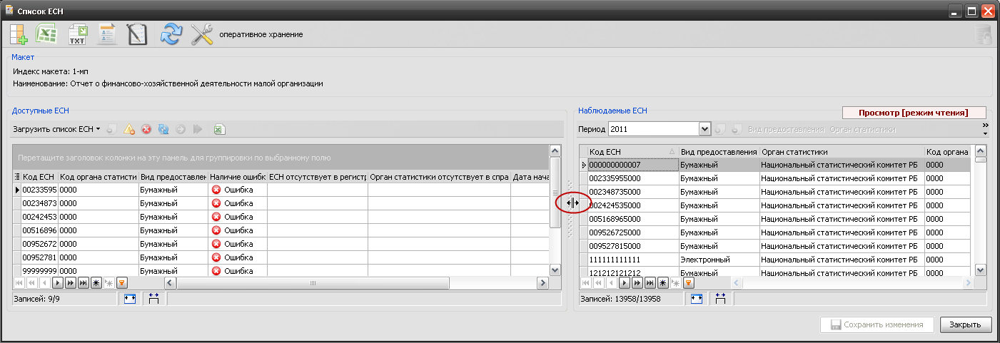 Список ЕСН
TXT
оперативное хранение
Макет
Индекс макета: 1-мп
Наименование: Отчет о финансово-хозяйственной деятельности малой организации
Доступные ЕСН
Загрузить список ЕСН
Перетащите заголовок колонки на эту панель для группировки по выбранному полю
Код ЕСН Код органа статисти Вид предоставлен Наличие ошибк ЕСН отсутствует в регистр Орган статистики отсутствует в спра Дата нача
00233595 0000 Бумажный Ошибка
00234873 0000 Бумажный Ошибка
00242453 0000 Бумажный Ошибка
00516896 0000 Бумажный Ошибка
00952672 0000 Бумажный Ошибка
00952781 0000 Бумажный Ошибка
99999999 0000 Бумажный Ошибка
Записей: 9/9
Наблюдаемые ЕСН
Просмотр [режим чтения]
Период 2011 Вид предоставления Орган статистики
Код ЕСН Вид предоставления Орган статистики Код органа
000000000007 Бумажный Национальный статистический комитет РБ 0000
002335955000 Бумажный Национальный статистический комитет РБ 0000
002348735000 Бумажный Национальный статистический комитет РБ 0000
002424535000 Бумажный Национальный статистический комитет РБ 0000
005168965000 Бумажный Национальный статистический комитет РБ 0000
009526725000 Бумажный Национальный статистический комитет РБ 0000
009527815000 Бумажный Национальный статистический комитет РБ 0000
111111111111 Электронный Национальный статистический комитет РБ 0000
121212121212 Бумажный Национальный статистический комитет РБ 0000
Записей: 13958/13958
Сохранить изменения Закрыть